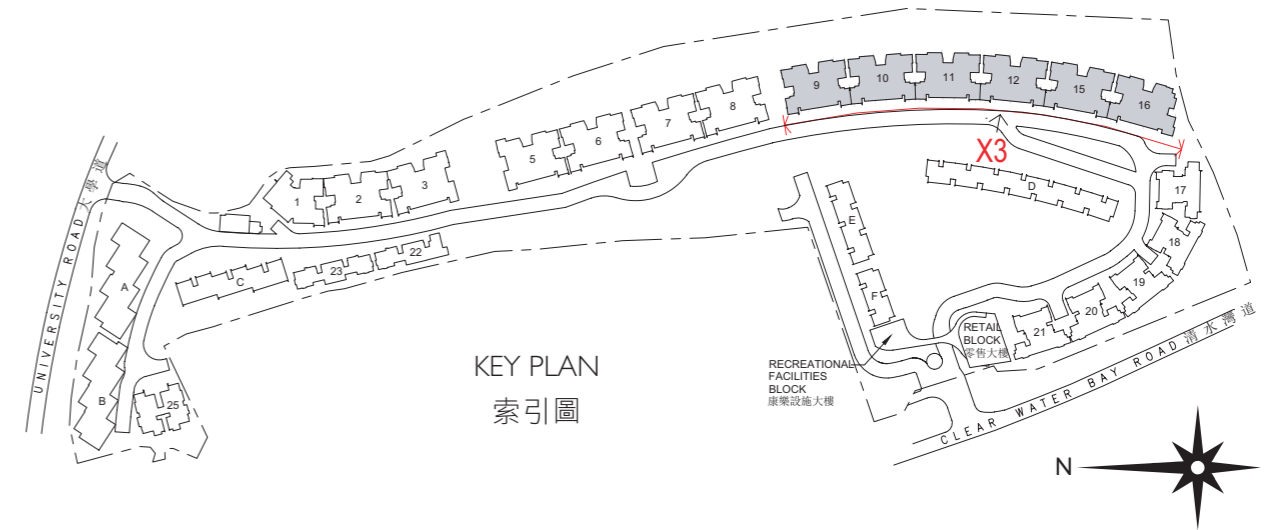 9
10
11
12
15
16
X3
8
7
6
5
3
2
1
D
17
18
19
20
21
E
F
UNIVERSITY ROAD 大學道
A
B
C
23
22
25
KEY PLAN
索引圖
RETAIL
BLOCK
零售大樓
RECREATIONAL
FACILITIES
BLOCK
康樂設施大樓
CLEAR WATER BAY ROAD 清水灣道
N